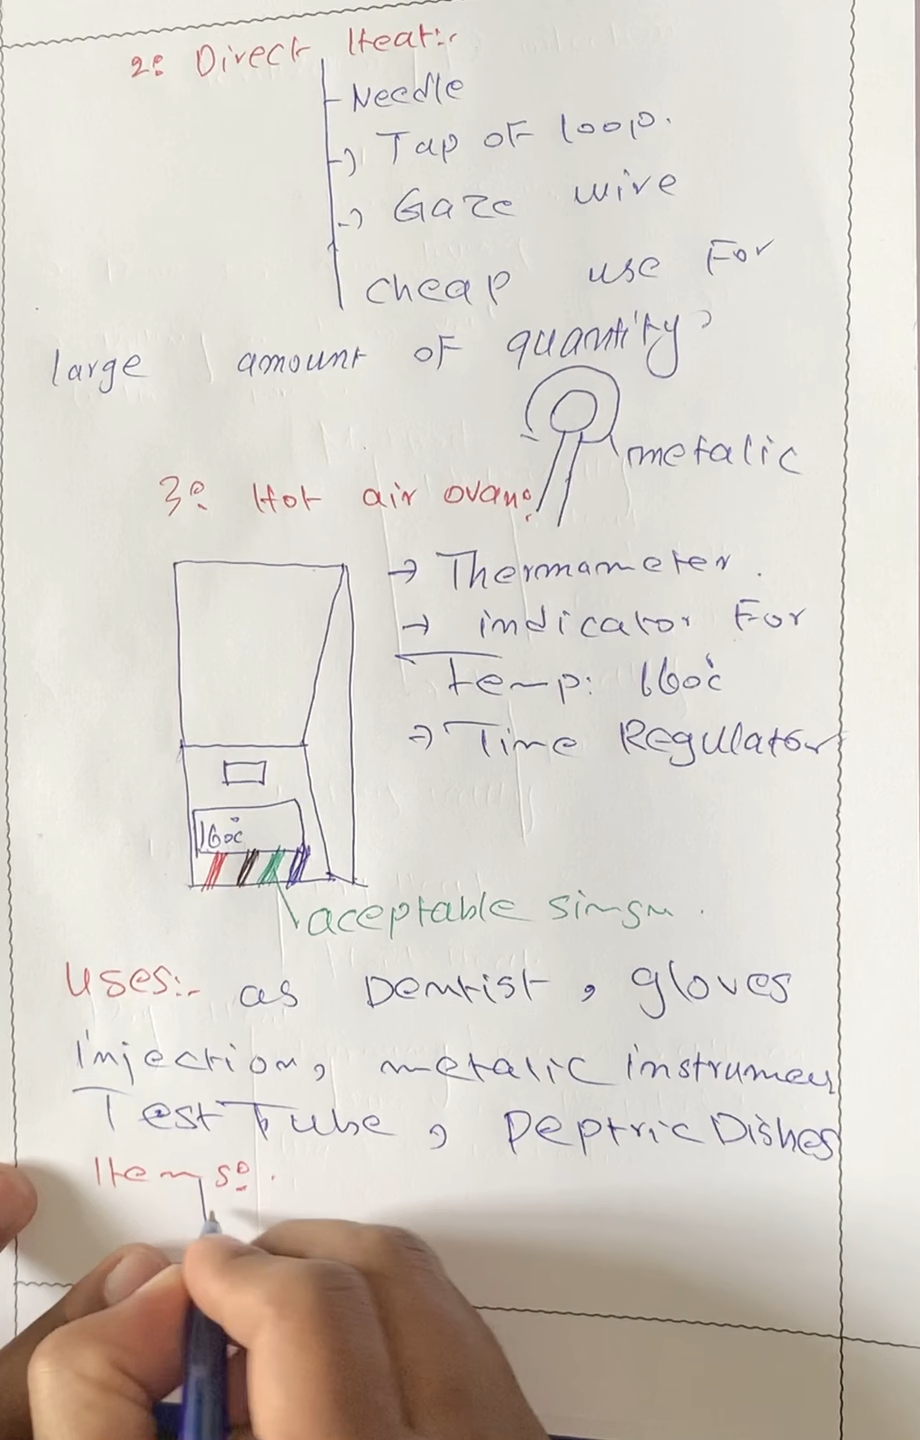 2: Direct Heat:-
Needle
→ Tap of loop.
→ Gaze wire
cheap use For
large amount of quantity
metalic
3: Hot air ovan:
→ Thermameter.
→ indicator For
temp: 160°c
→ Time Regulator
160°c
aceptable
Uses:- as Dentist, gloves
injection, metalic
Test Tube, Peptric Dishes
Items: